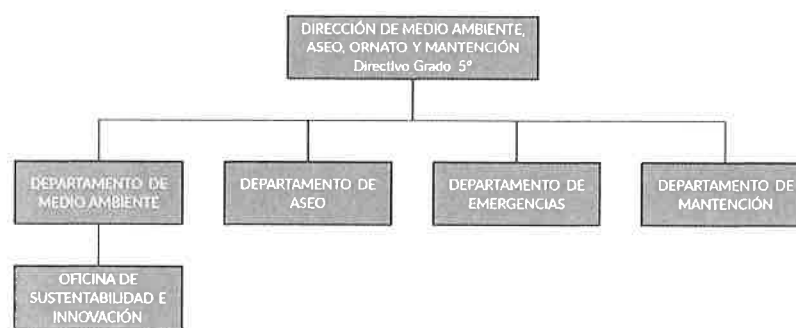 DIRECCIÓN DE MEDIO AMBIENTE,
ASEO, ORNATO Y MANTENCIÓN
Directivo Grado 5°
DEPARTAMENTO DE
MEDIO AMBIENTE
DEPARTAMENTO DE
ASEO
DEPARTAMENTO DE
EMERGENCIAS
DEPARTAMENTO DE
MANTENCIÓN
OFICINA DE
SUSTENTABILIDAD E
INNOVACIÓN